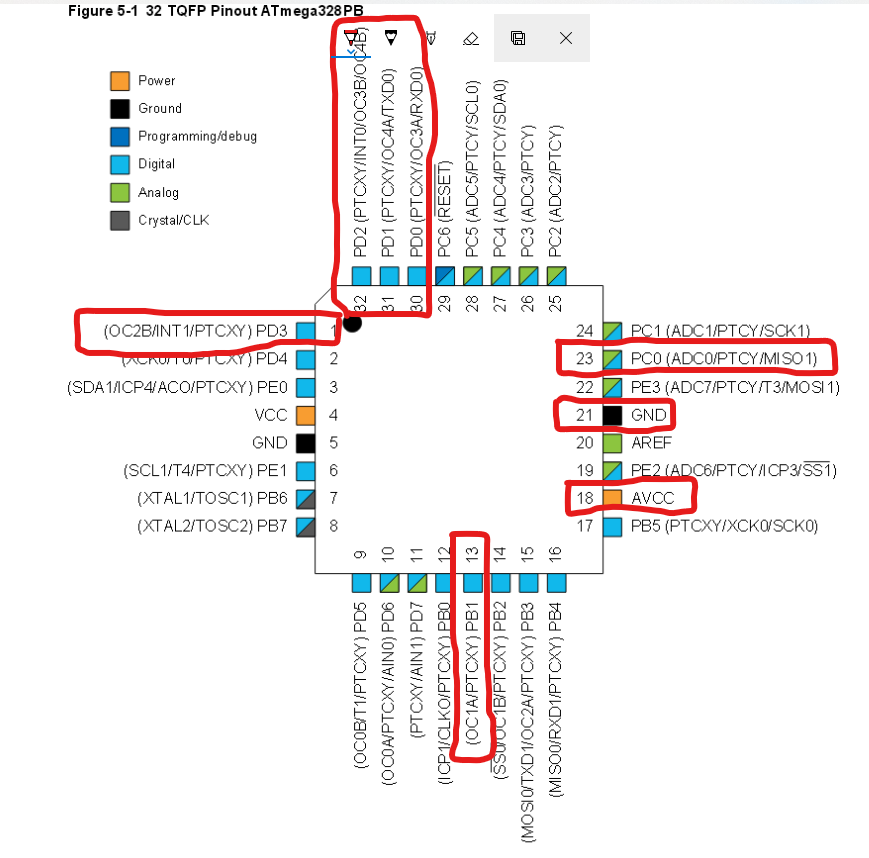 Figure 5-1 32 TQFP Pinout ATmega328PB
Power
Ground
Programming/debug
Digital
Analog
Crystal/CLK
PD2 (PTCXY/INT0/OC3B/OC4B)
PD1 (PTCXY/OC4A/TXD0)
PD0 (PTCXY/OC3A/RXD0)
PC6 (RESET)
PC5 (ADC5/PTCY/SCL0)
PC4 (ADC4/PTCY/SDA0)
PC3 (ADC3/PTCY)
PC2 (ADC2/PTCY)
32 31 30 29 28 27 26 25
(OC2B/INT1/PTCXY) PD3 1
(XCK0/T0/PTCXY) PD4 2
(SDA1/ICP4/ACO/PTCXY) PE0 3
VCC 4
GND 5
(SCL1/T4/PTCXY) PE1 6
(XTAL1/TOSC1) PB6 7
(XTAL2/TOSC2) PB7 8
24 PC1 (ADC1/PTCY/SCK1)
23 PC0 (ADC0/PTCY/MISO1)
22 PE3 (ADC7/PTCY/T3/MOSI1)
21 GND
20 AREF
19 PE2 (ADC6/PTCY/ICP3/SS1)
18 AVCC
17 PB5 (PTCXY/XCK0/SCK0)
9 10 11 12 13 14 15 16
(OC0B/T1/PTCXY) PD5
(OC0A/PTCXY/AIN0) PD6
(PTCXY/AIN1) PD7
(ICP1/CLKO/PTCXY) PB0
(OC1A/PTCXY) PB1
(SS0/OC1B/PTCXY) PB2
(MOSI0/TXD1/OC2A/PTCXY) PB3
(MISO0/RXD1/PTCXY) PB4